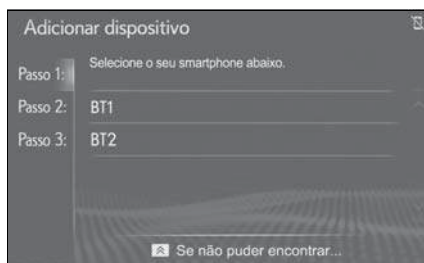 Adicionar dispositivo
Passo 1:
Selecione o seu smartphone abaixo.
Passo 2:
BT1
Passo 3:
BT2
Se não puder encontrar...